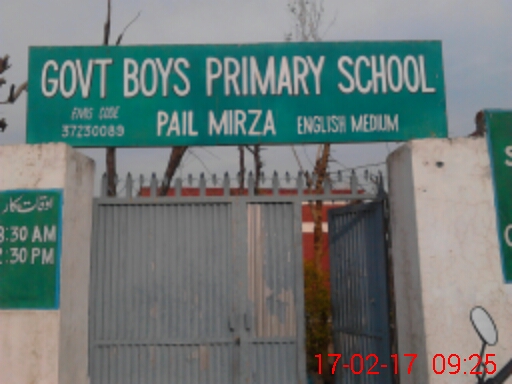 GOVT BOYS PRIMARY SCHOOL
EMIS CODE
37230089
PAIL MIRZA ENGLISH MEDIUM
اوقات کار
8:30 AM
:30 PM
17-02-17 09:25